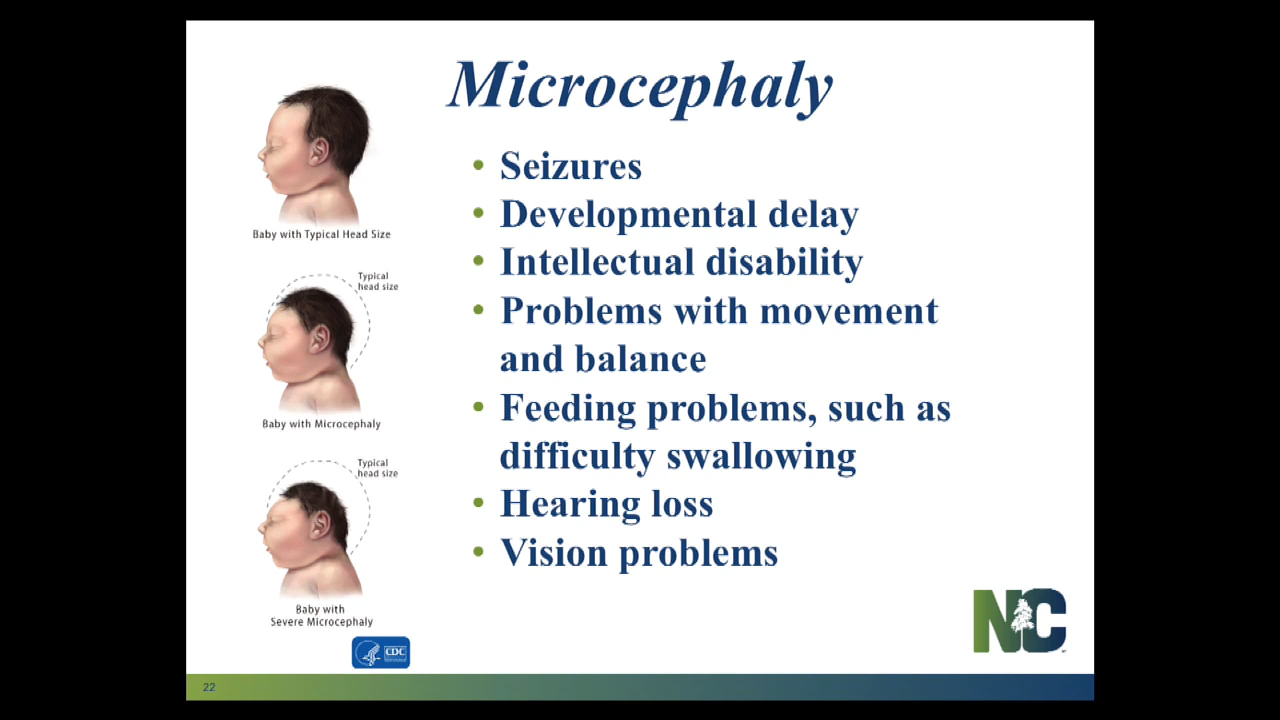 Microcephaly
• Seizures
• Developmental delay
• Intellectual disability
• Problems with movement
and balance
• Feeding problems, such as
difficulty swallowing
• Hearing loss
• Vision problems
Baby with Typical Head Size
Typical
head size
Baby with Microcephaly
Typical
head size
Baby with
Severe Microcephaly
CDC
NC
22